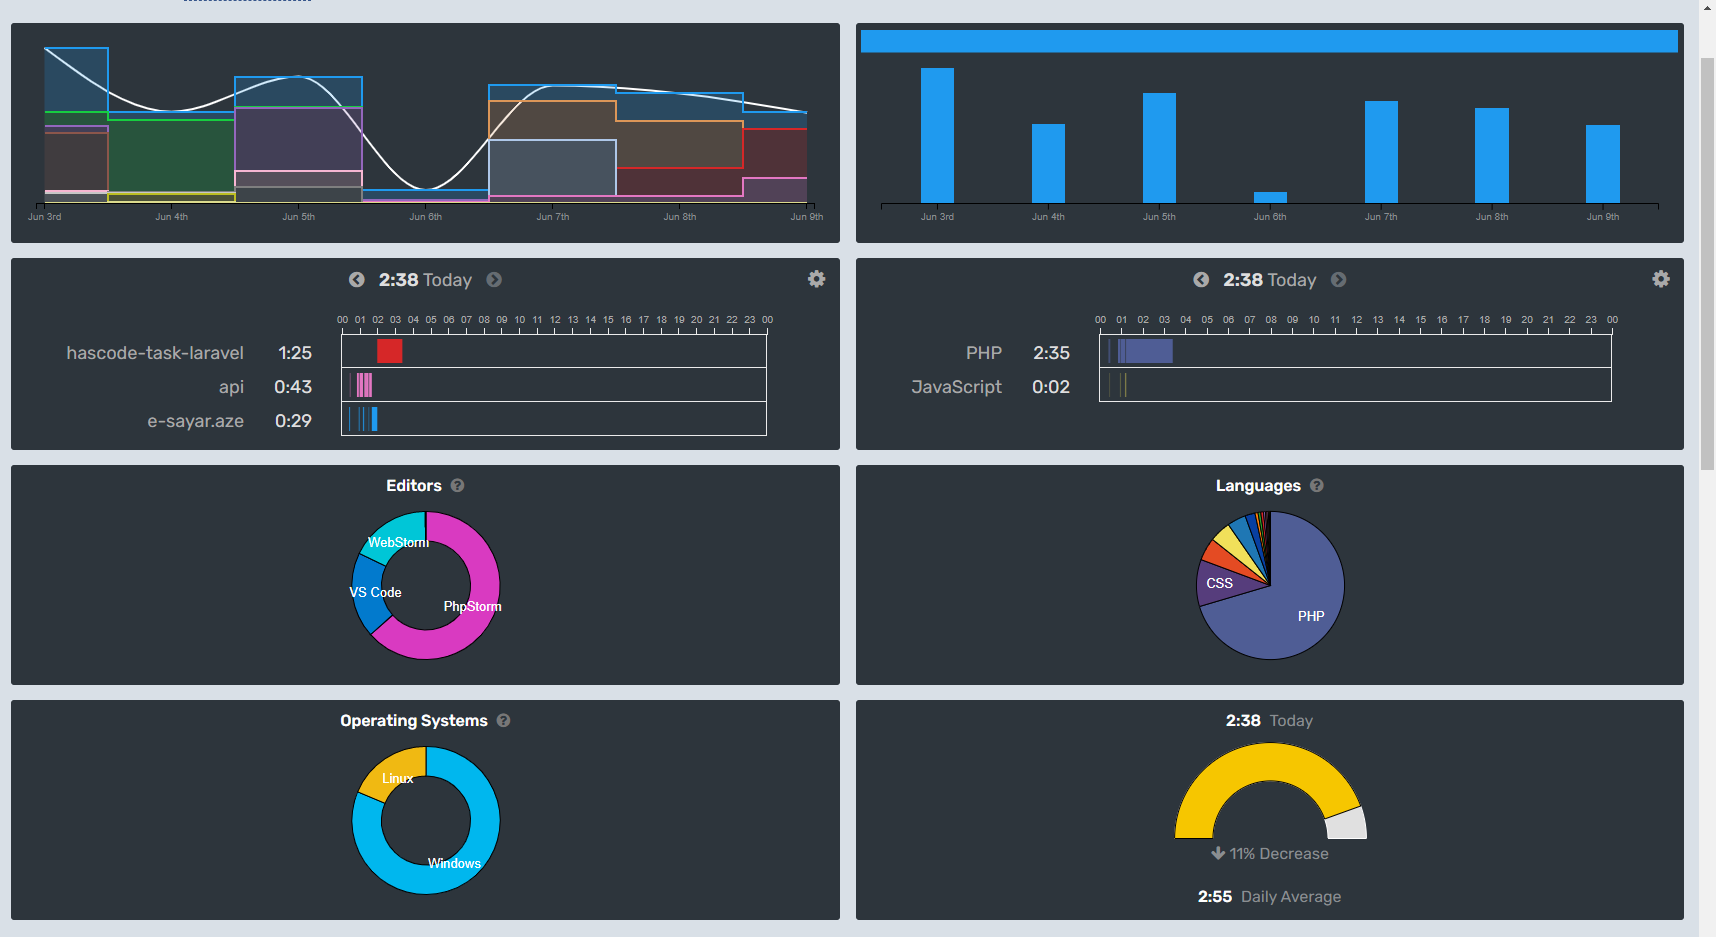 Jun 3rd Jun 4th Jun 5th Jun 6th Jun 7th Jun 8th Jun 9th
Jun 3rd Jun 4th Jun 5th Jun 6th Jun 7th Jun 8th Jun 9th
2:38 Today
00 01 02 03 04 05 06 07 08 09 10 11 12 13 14 15 16 17 18 19 20 21 22 23 00
hascode-task-laravel 1:25
api 0:43
e-sayar.aze 0:29
2:38 Today
00 01 02 03 04 05 06 07 08 09 10 11 12 13 14 15 16 17 18 19 20 21 22 23 00
PHP 2:35
JavaScript 0:02
Editors ?
WebStorm
VS Code
PhpStorm
Languages ?
CSS
PHP
Operating Systems ?
Linux
Windows
2:38 Today
11% Decrease
2:55 Daily Average